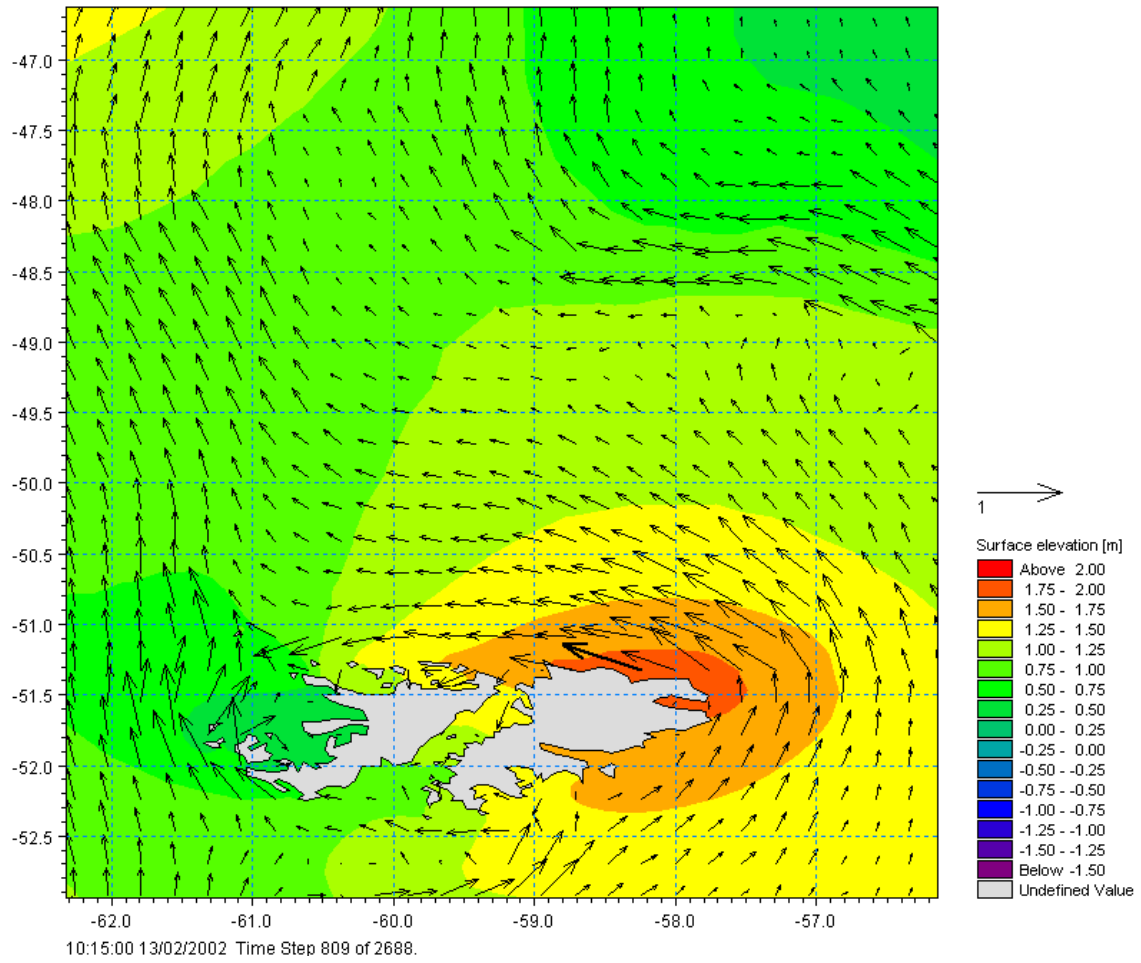 -47.0
-47.5
-48.0
-48.5
-49.0
-49.5
-50.0
-50.5
-51.0
-51.5
-52.0
-52.5
-62.0 -61.0 -60.0 -59.0 -58.0 -57.0
10:15:00 13/02/2002 Time Step 809 of 2688.
1
Surface elevation [m]
Above 2.00
1.75 - 2.00
1.50 - 1.75
1.25 - 1.50
1.00 - 1.25
0.75 - 1.00
0.50 - 0.75
0.25 - 0.50
0.00 - 0.25
-0.25 - 0.00
-0.50 - -0.25
-0.75 - -0.50
-1.00 - -0.75
-1.25 - -1.00
-1.50 - -1.25
Below -1.50
Undefined Value